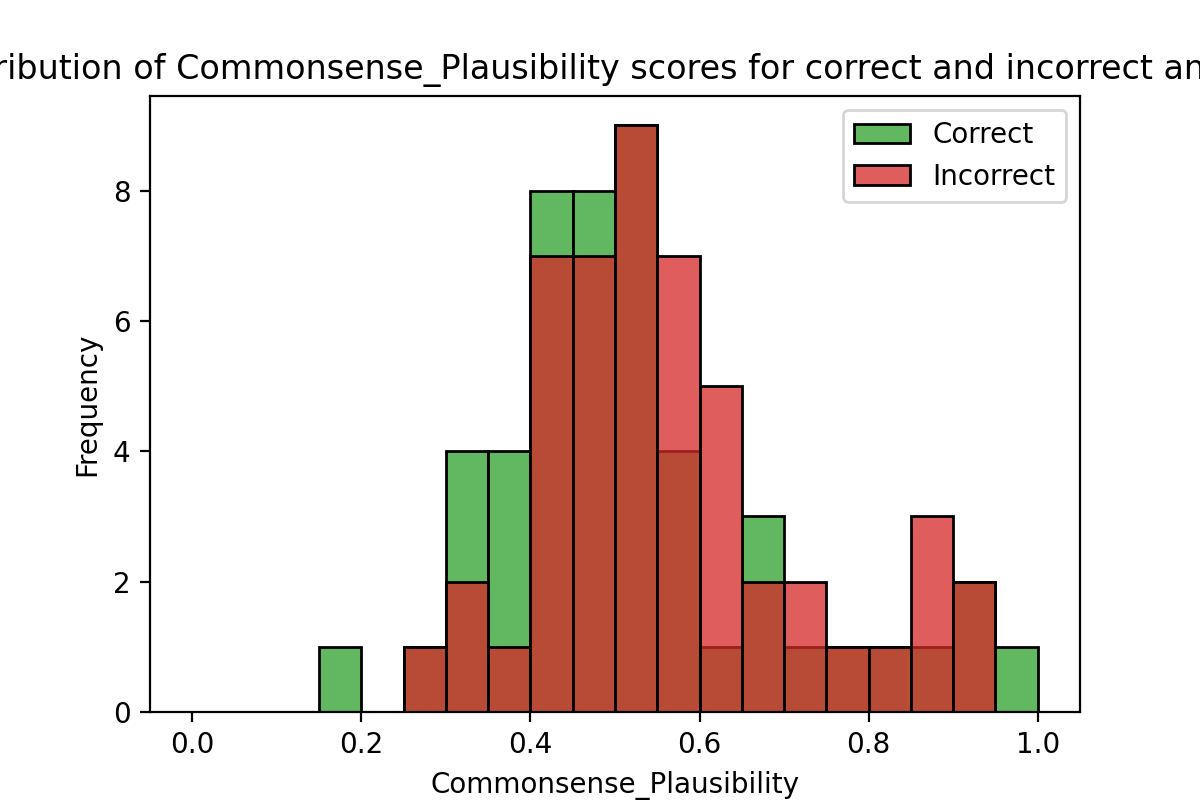 ribution of Commonsense_Plausibility scores for correct and incorrect an
Correct
Incorrect
8
6
4
2
0
Frequency
0.0 0.2 0.4 0.6 0.8 1.0
Commonsense_Plausibility